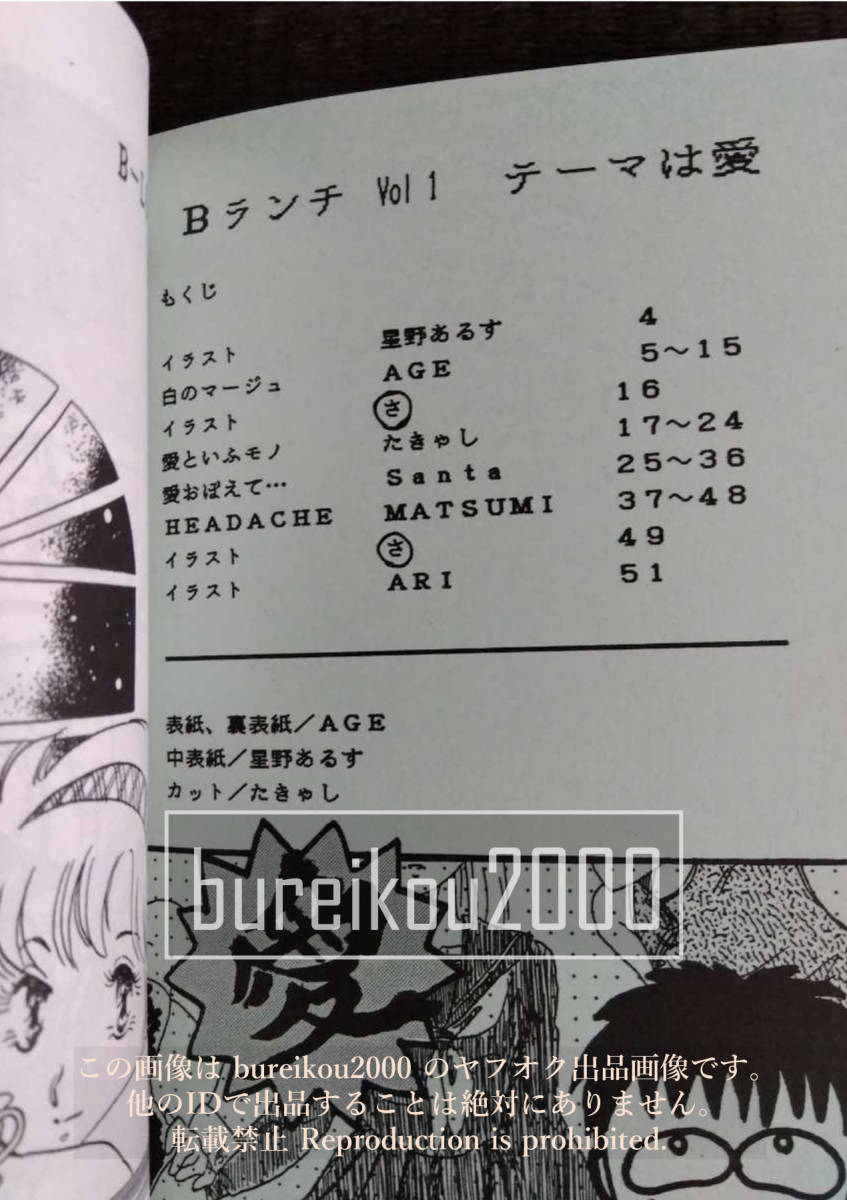 B-L
Bランチ Vol 1 テーマは愛
もくじ
イラスト 星野あるす 4
白のマージュ AGE 5～15
イラスト ㋚ 16
愛といふモノ たきゃし 17～24
愛おぼえて… Santa 25～36
HEADACHE MATSUMI 37～48
イラスト ㋚ 49
イラスト ARI 51
表紙、裏表紙／AGE
中表紙／星野あるす
カット／たきゃし
bureikou2000
愛
この画像は bureikou2000 のヤフオク出品画像です。
他のIDで出品することは絶対にありません。
転載禁止 Reproduction is prohibited.